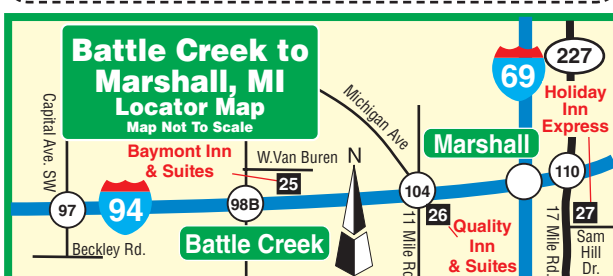 Battle Creek to
Marshall, MI
Locator Map
Map Not To Scale
Capital Ave. SW
Michigan Ave
69
227
Holiday
Inn
Express
Marshall
Baymont Inn
& Suites
W.Van Buren
N
25
97
94
98B
104
110
Beckley Rd.
Battle Creek
11 Mile Rd
26
Quality
Inn
& Suites
17 Mile Rd.
27
Sam
Hill
Dr.